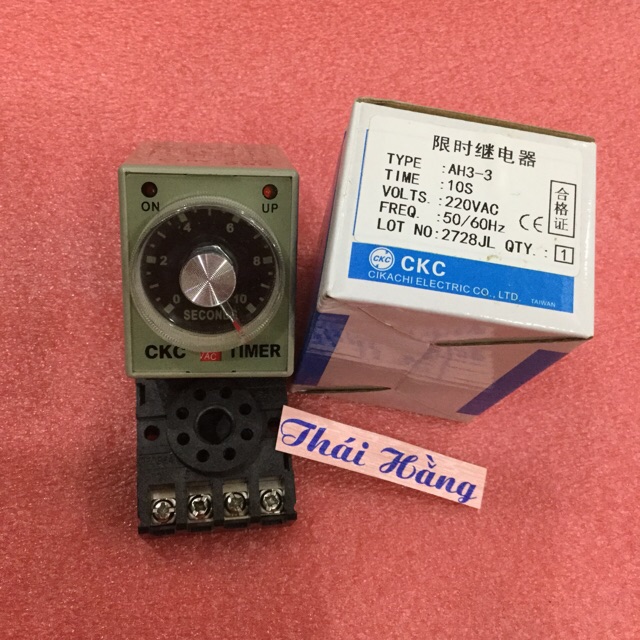 ON
UP
0 2 4 6 8 10
SECONDS
CKC VAC TIMER
限时继电器
TYPE :AH3-3
TIME :10S
VOLTS. :220VAC
FREQ. :50/60Hz CE
LOT NO:2728JL QTY. : 1
合格证
CKC CKC
CIKACHI ELECTRIC CO., LTD.
TAIWAN
Thái Hằng